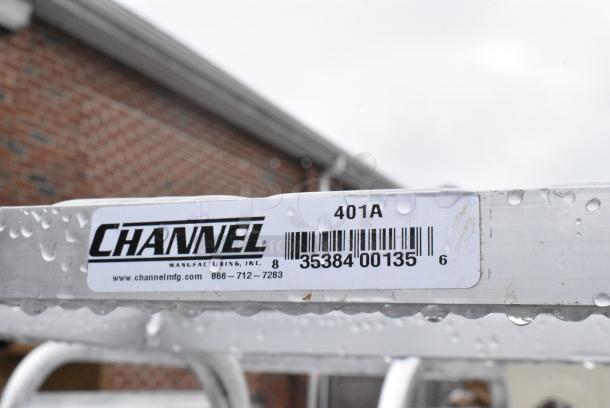 401A
CHANNEL
MANUFACTURING, INC.
8 35384 00135 6
www.channelmfg.com 866-712-7283